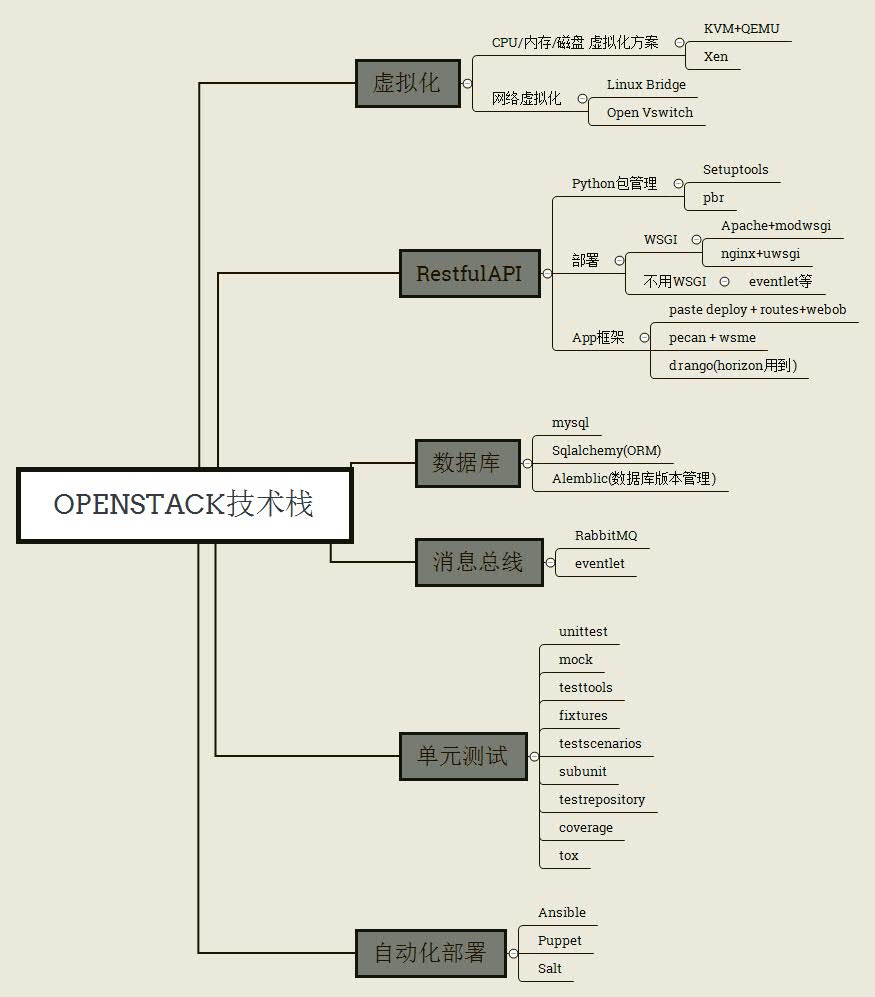 OPENSTACK技术栈
虚拟化
CPU/内存/磁盘 虚拟化方案
KVM+QEMU
Xen
网络虚拟化
Linux Bridge
Open Vswitch
RestfulAPI
Python包管理
Setuptools
pbr
部署
WSGI
Apache+modwsgi
nginx+uwsgi
不用WSGI
eventlet等
App框架
paste deploy + routes+webob
pecan + wsme
drango(horizon用到)
数据库
mysql
Sqlalchemy(ORM)
Alemblic(数据库版本管理)
消息总线
RabbitMQ
eventlet
单元测试
unittest
mock
testtools
fixtures
testscenarios
subunit
testrepository
coverage
tox
自动化部署
Ansible
Puppet
Salt